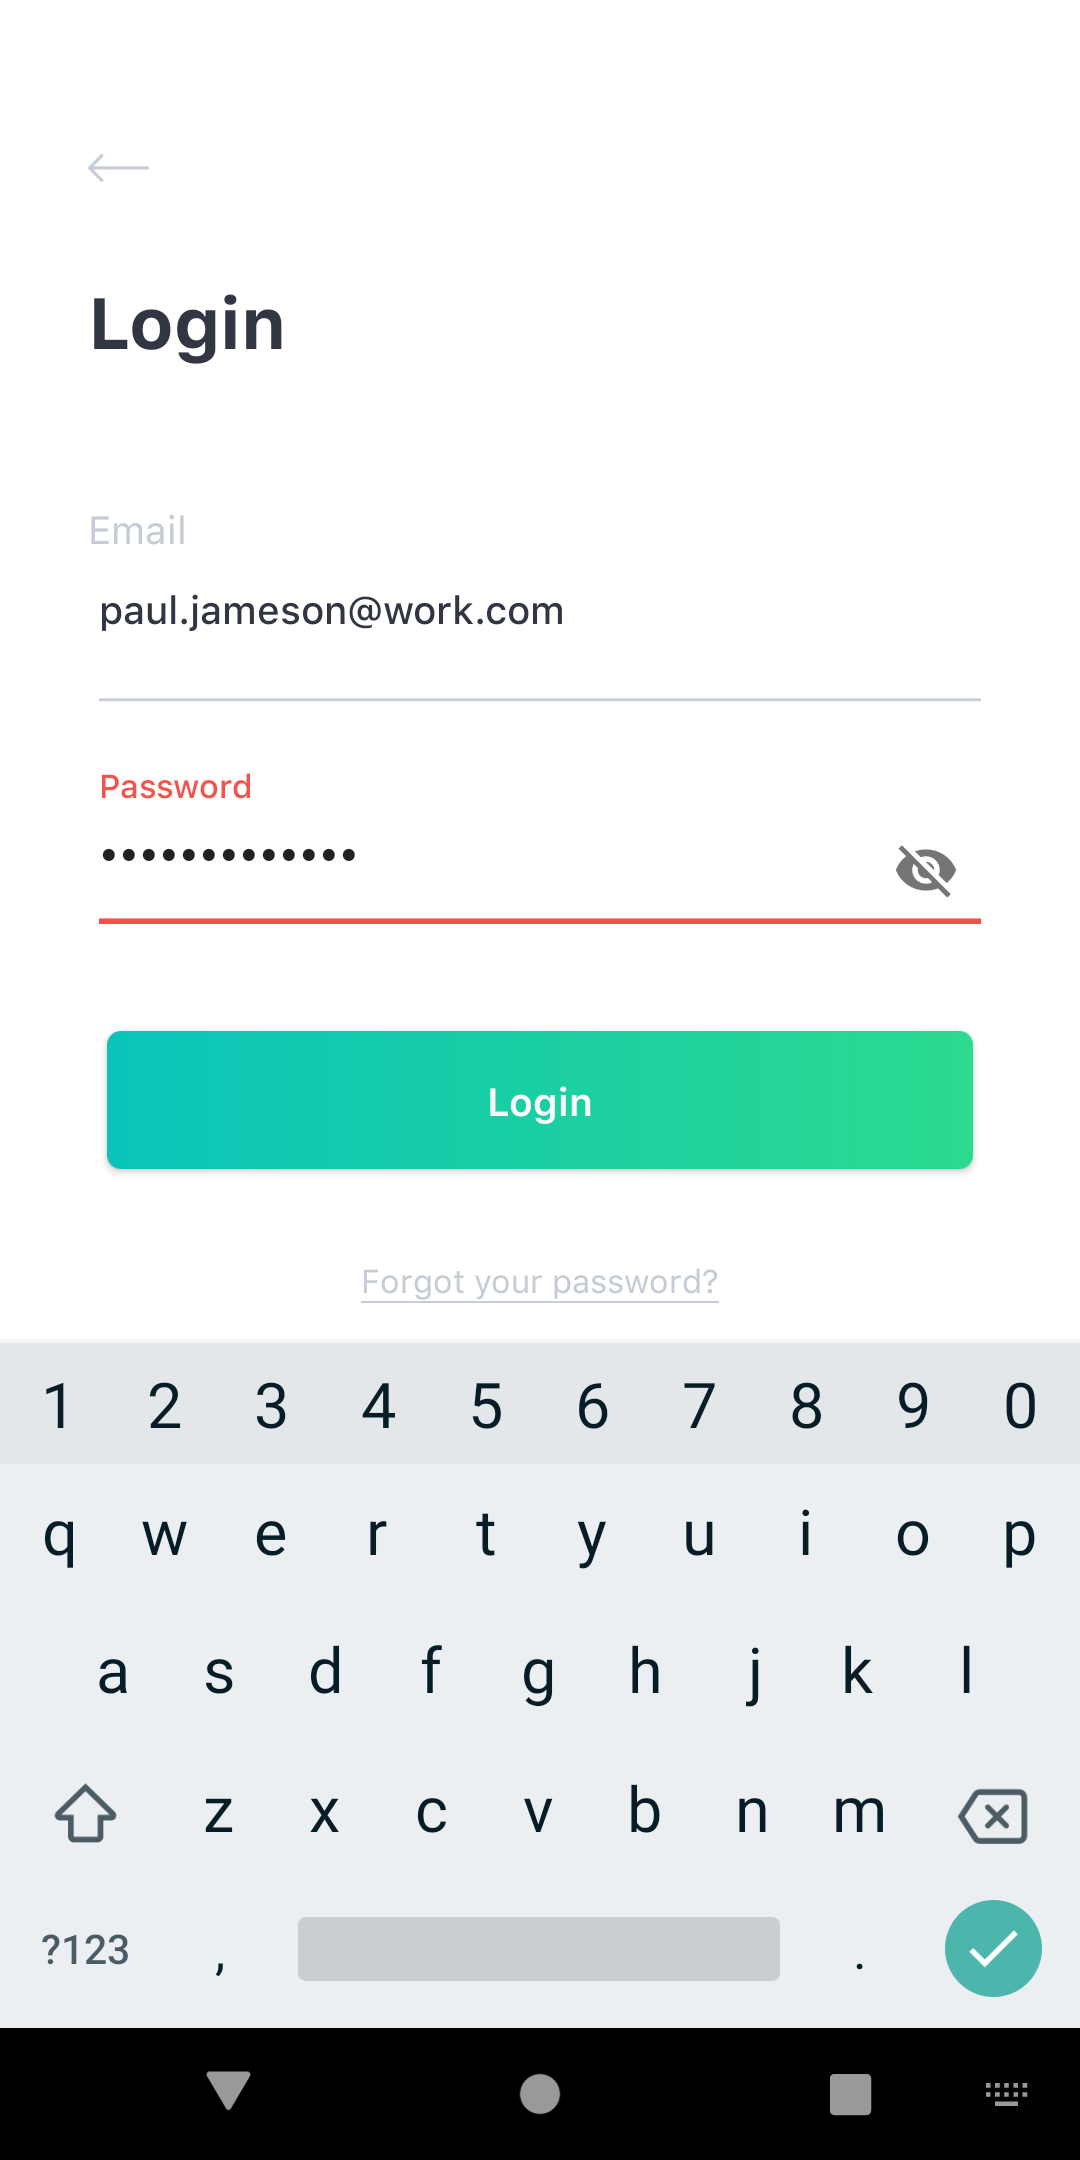 Login
Email
paul.jameson@work.com
Password
•••••••••••••
Login
Forgot your password?
1 2 3 4 5 6 7 8 9 0
q w e r t y u i o p
a s d f g h j k l
z x c v b n m
?123 , .